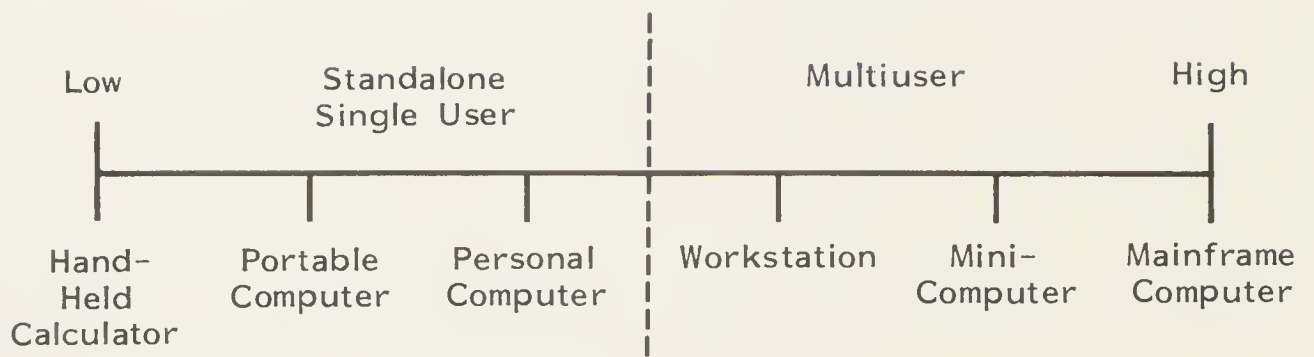 Low
Standalone
Single User
Multiuser
High
Hand-
Held
Calculator
Portable
Computer
Personal
Computer
Workstation
Mini-
Computer
Mainframe
Computer